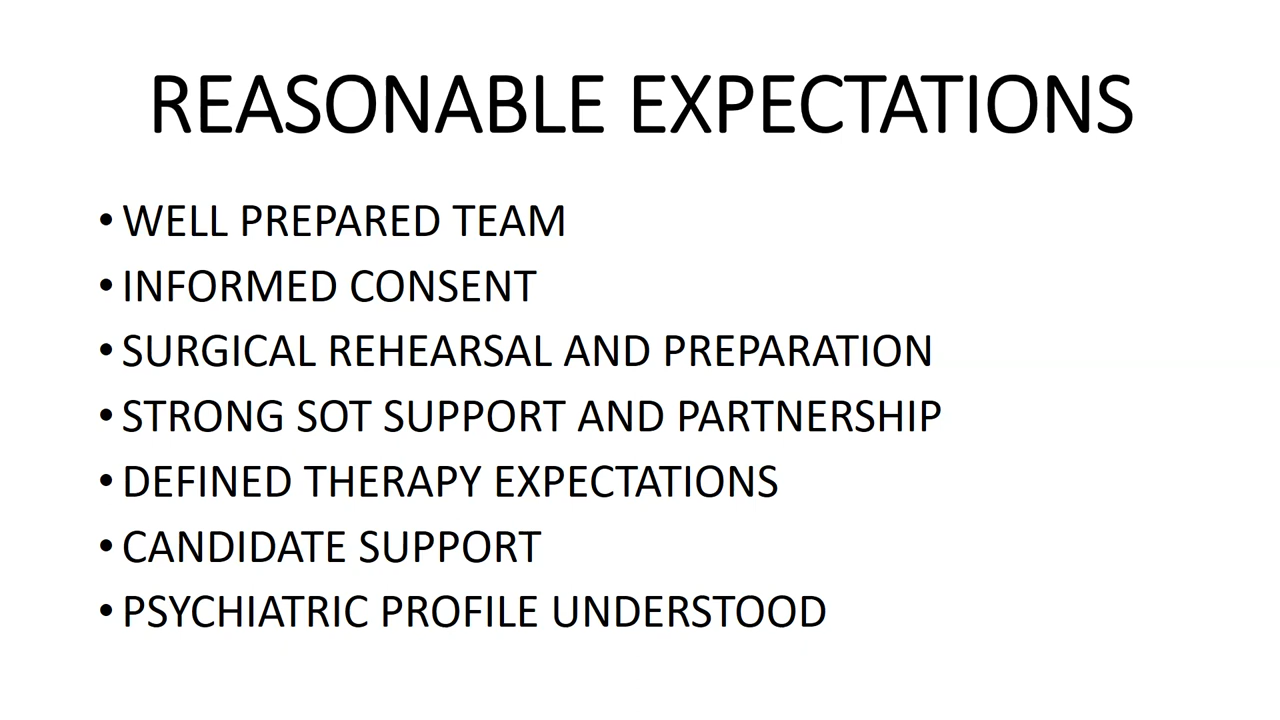 REASONABLE EXPECTATIONS
• WELL PREPARED TEAM
• INFORMED CONSENT
• SURGICAL REHEARSAL AND PREPARATION
• STRONG SOT SUPPORT AND PARTNERSHIP
• DEFINED THERAPY EXPECTATIONS
• CANDIDATE SUPPORT
• PSYCHIATRIC PROFILE UNDERSTOOD